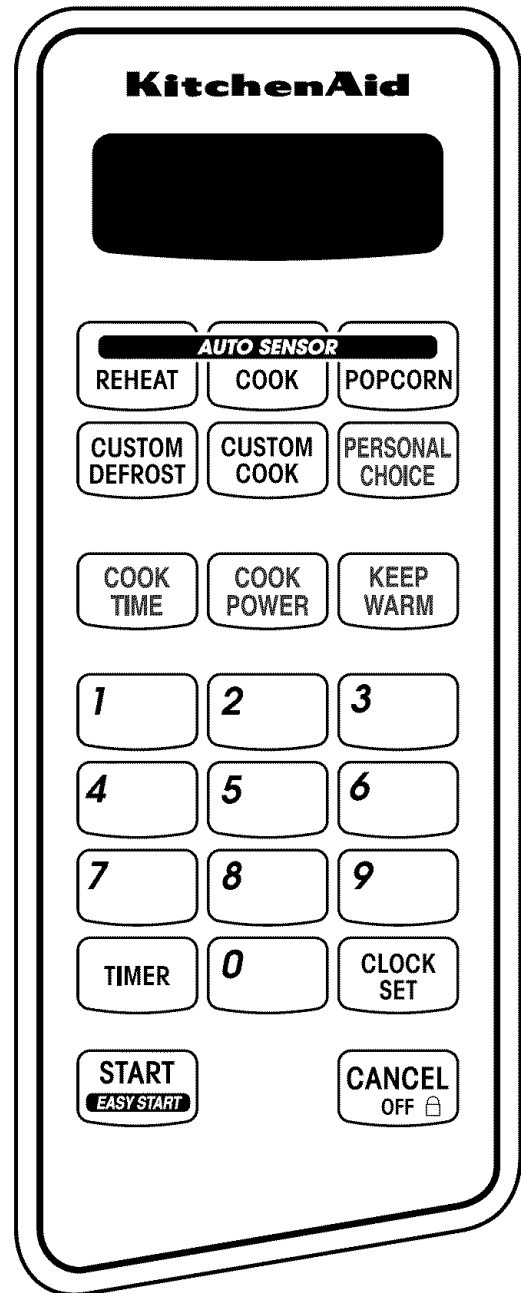 KitchenAid
AUTO SENSOR
REHEAT COOK POPCORN
CUSTOM DEFROST CUSTOM COOK PERSONAL CHOICE
COOK TIME COOK POWER KEEP WARM
1 2 3
4 5 6
7 8 9
TIMER 0 CLOCK SET
START CANCEL
EASY START OFF